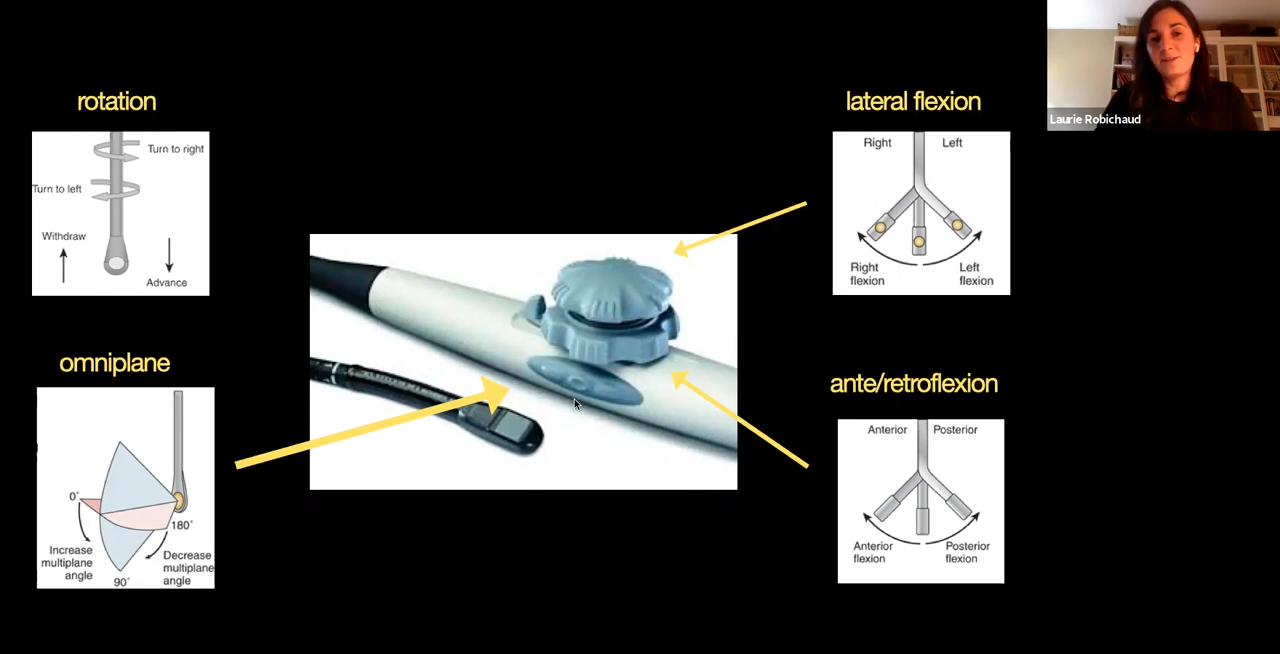 rotation
Turn to right
Turn to left
Withdraw
Advance
omniplane
0°
180°
Increase
multiplane
angle
Decrease
multiplane
angle
90°
lateral flexion
Right
Left
Right
flexion
Left
flexion
ante/retroflexion
Anterior
Posterior
Anterior
flexion
Posterior
flexion
Laurie Robichaud